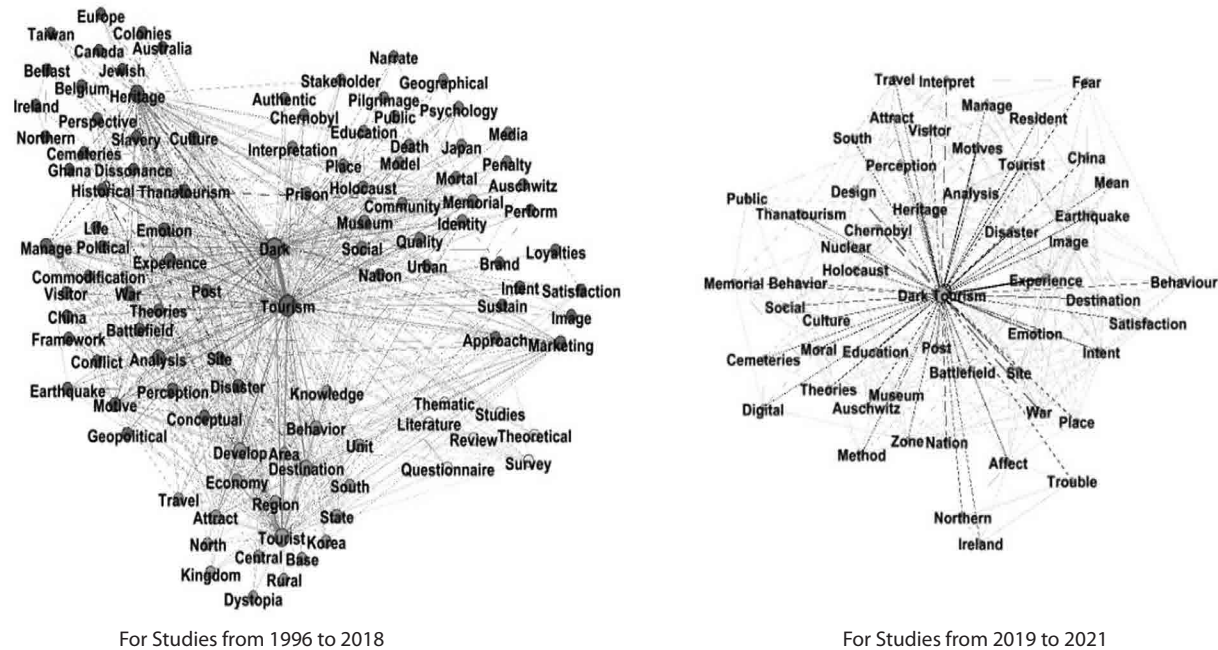 Europe
Taiwan
Colonies
Canada
Australia
Belfast
Jewish
Belgium
Heritage
Ireland
Perspective
Northern
Slavery
Culture
Cemeteries
Ghana Dissonance
Historical Thanatourism
Narrate
Stakeholder
Geographical
Authentic
Pilgrimage
Chernobyl
Public
Psychology
Education
Media
Interpretation
Death
Japan
Place
Model
Penalty
Prison
Holocaust
Mortal
Auschwitz
Community
Memorial
Perform
Museum
Identity
Life
Emotion
Manage Political
Dark
Social
Quality
Loyalties
Experience
Nation
Urban
Brand
Commodification
Visitor
War
Post
Intent
Satisfaction
China
Theories
Tourism
Sustain
Image
Framework
Battlefield
Approach
Marketing
Conflict
Analysis
Site
Earthquake
Perception
Disaster
Knowledge
Motive
Conceptual
Thematic
Studies
Geopolitical
Behavior
Literature
Develop
Area
Unit
Review
Theoretical
Destination
Questionnaire
Survey
Economy
South
Travel
Region
Attract
State
North
Tourist
Korea
Central
Base
Kingdom
Rural
Dystopia
For Studies from 1996 to 2018
Travel
Interpret
Fear
Manage
Attract
Resident
South
Visitor
Motives
Perception
Tourist
China
Public
Design
Analysis
Mean
Thanatourism
Heritage
Earthquake
Chernobyl
Disaster
Nuclear
Image
Holocaust
Memorial
Behavior
Experience
Behaviour
Dark Tourism
Destination
Social
Culture
Satisfaction
Emotion
Cemeteries
Moral
Education
Post
Intent
Battlefield
Site
Theories
Museum
Digital
Auschwitz
War
Place
Method
Zone
Nation
Affect
Trouble
Northern
Ireland
For Studies from 2019 to 2021